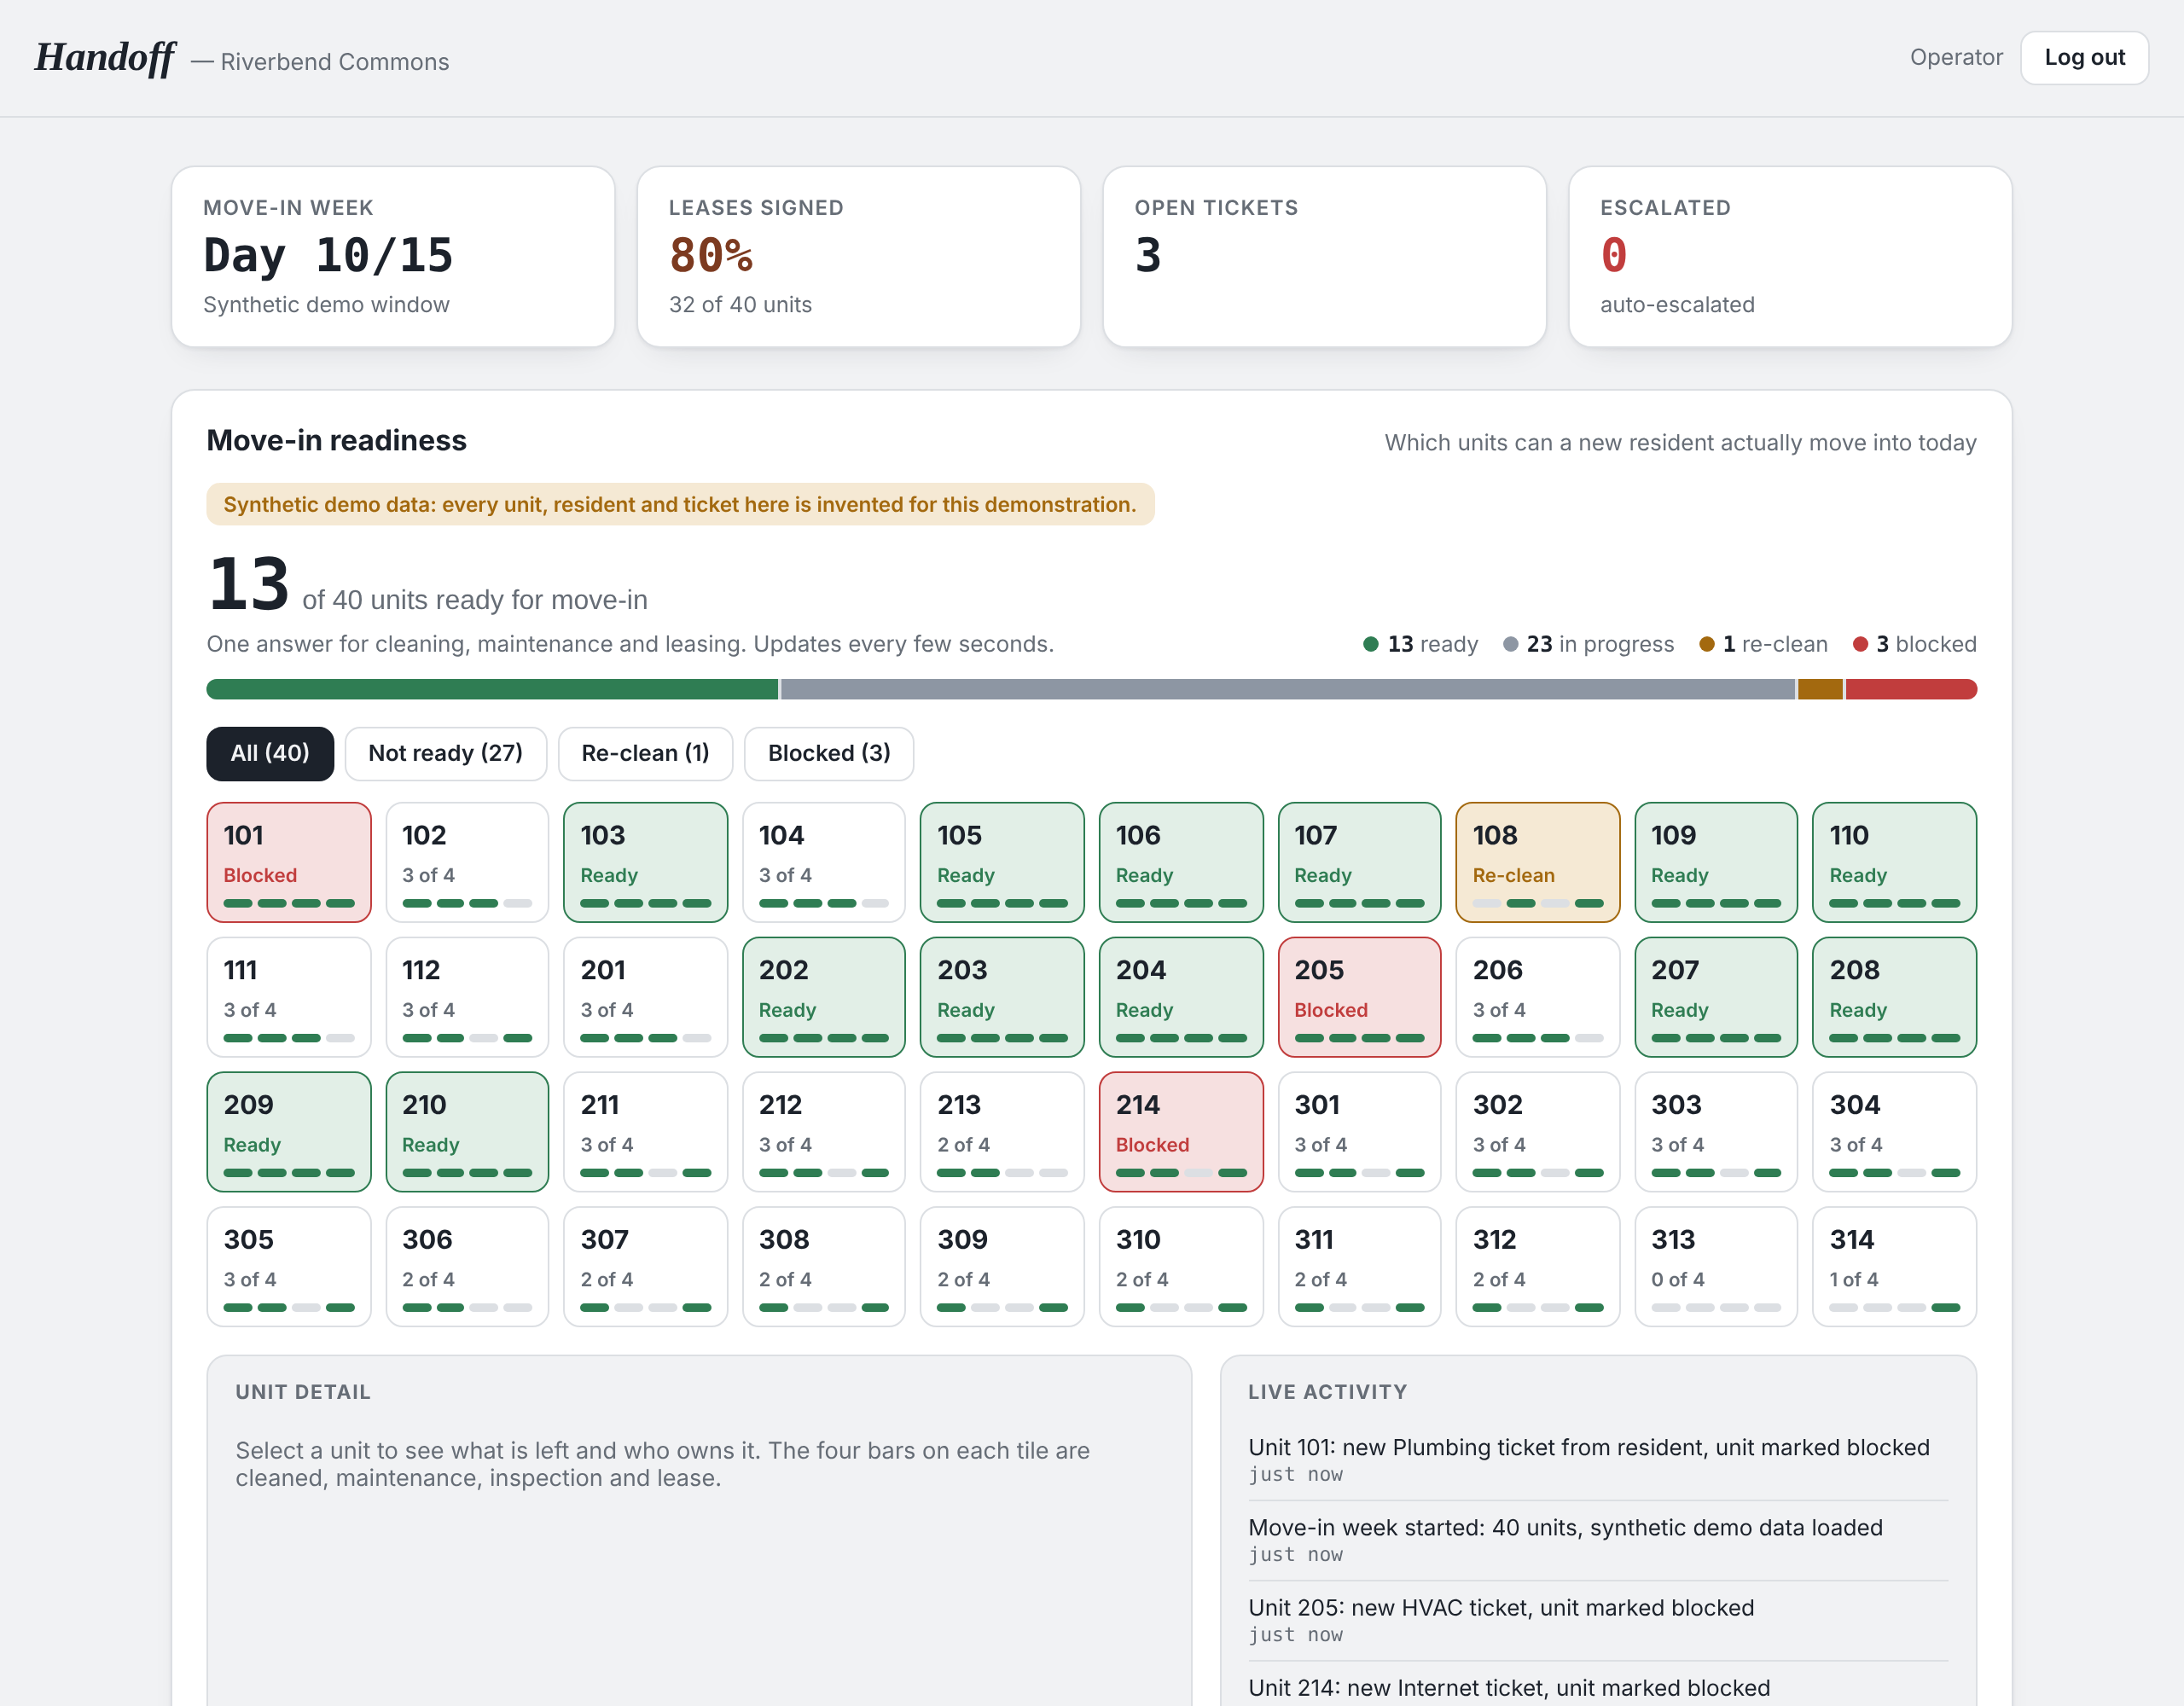 Handoff — Riverbend Commons
Operator
Log out
MOVE-IN WEEK
Day 10/15
Synthetic demo window
LEASES SIGNED
80%
32 of 40 units
OPEN TICKETS
3
ESCALATED
0
auto-escalated
Move-in readiness
Which units can a new resident actually move into today
Synthetic demo data: every unit, resident and ticket here is invented for this demonstration.
13 of 40 units ready for move-in
One answer for cleaning, maintenance and leasing. Updates every few seconds.
13 ready
23 in progress
1 re-clean
3 blocked
All (40)
Not ready (27)
Re-clean (1)
Blocked (3)
101
Blocked
102
3 of 4
103
Ready
104
3 of 4
105
Ready
106
Ready
107
Ready
108
Re-clean
109
Ready
110
Ready
111
3 of 4
112
3 of 4
201
3 of 4
202
Ready
203
Ready
204
Ready
205
Blocked
206
3 of 4
207
Ready
208
Ready
209
Ready
210
Ready
211
3 of 4
212
3 of 4
213
2 of 4
214
Blocked
301
3 of 4
302
3 of 4
303
3 of 4
304
3 of 4
305
3 of 4
306
2 of 4
307
2 of 4
308
2 of 4
309
2 of 4
310
2 of 4
311
2 of 4
312
2 of 4
313
0 of 4
314
1 of 4
UNIT DETAIL
Select a unit to see what is left and who owns it. The four bars on each tile are
cleaned, maintenance, inspection and lease.
LIVE ACTIVITY
Unit 101: new Plumbing ticket from resident, unit marked blocked
just now
Move-in week started: 40 units, synthetic demo data loaded
just now
Unit 205: new HVAC ticket, unit marked blocked
just now
Unit 214: new Internet ticket, unit marked blocked